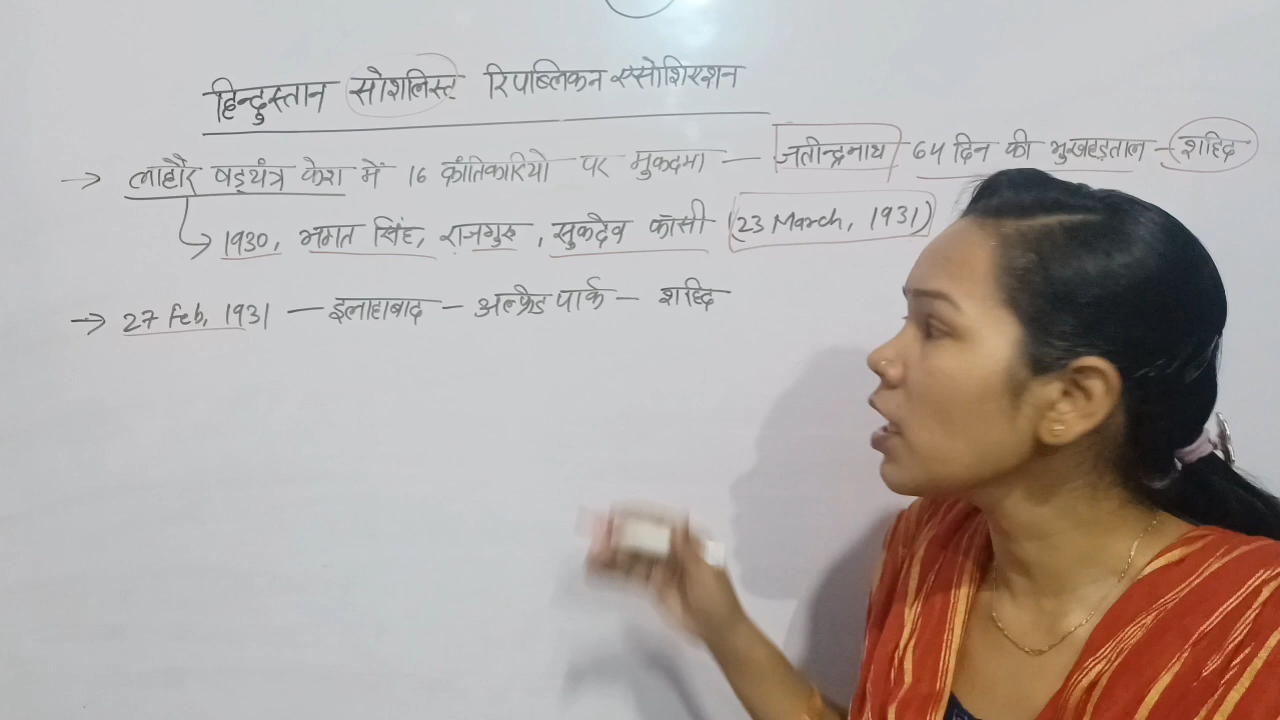 हिन्दुस्तान सोशलिस्ट रिपब्लिकन एसोशिएशन
→ लाहौर षड्यंत्र केश में 16 क्रांतिकारियो पर मुकदमा — जतीन्द्रनाथ 64 दिन की भुखहड़ताल – शहिद
↳ 1930, भगत सिंह, राजगुरु, सुकदेव फाँसी (23 March, 1931)
→ 27 Feb, 1931 — इलाहाबाद – अल्फ्रेड पार्क – शहिद